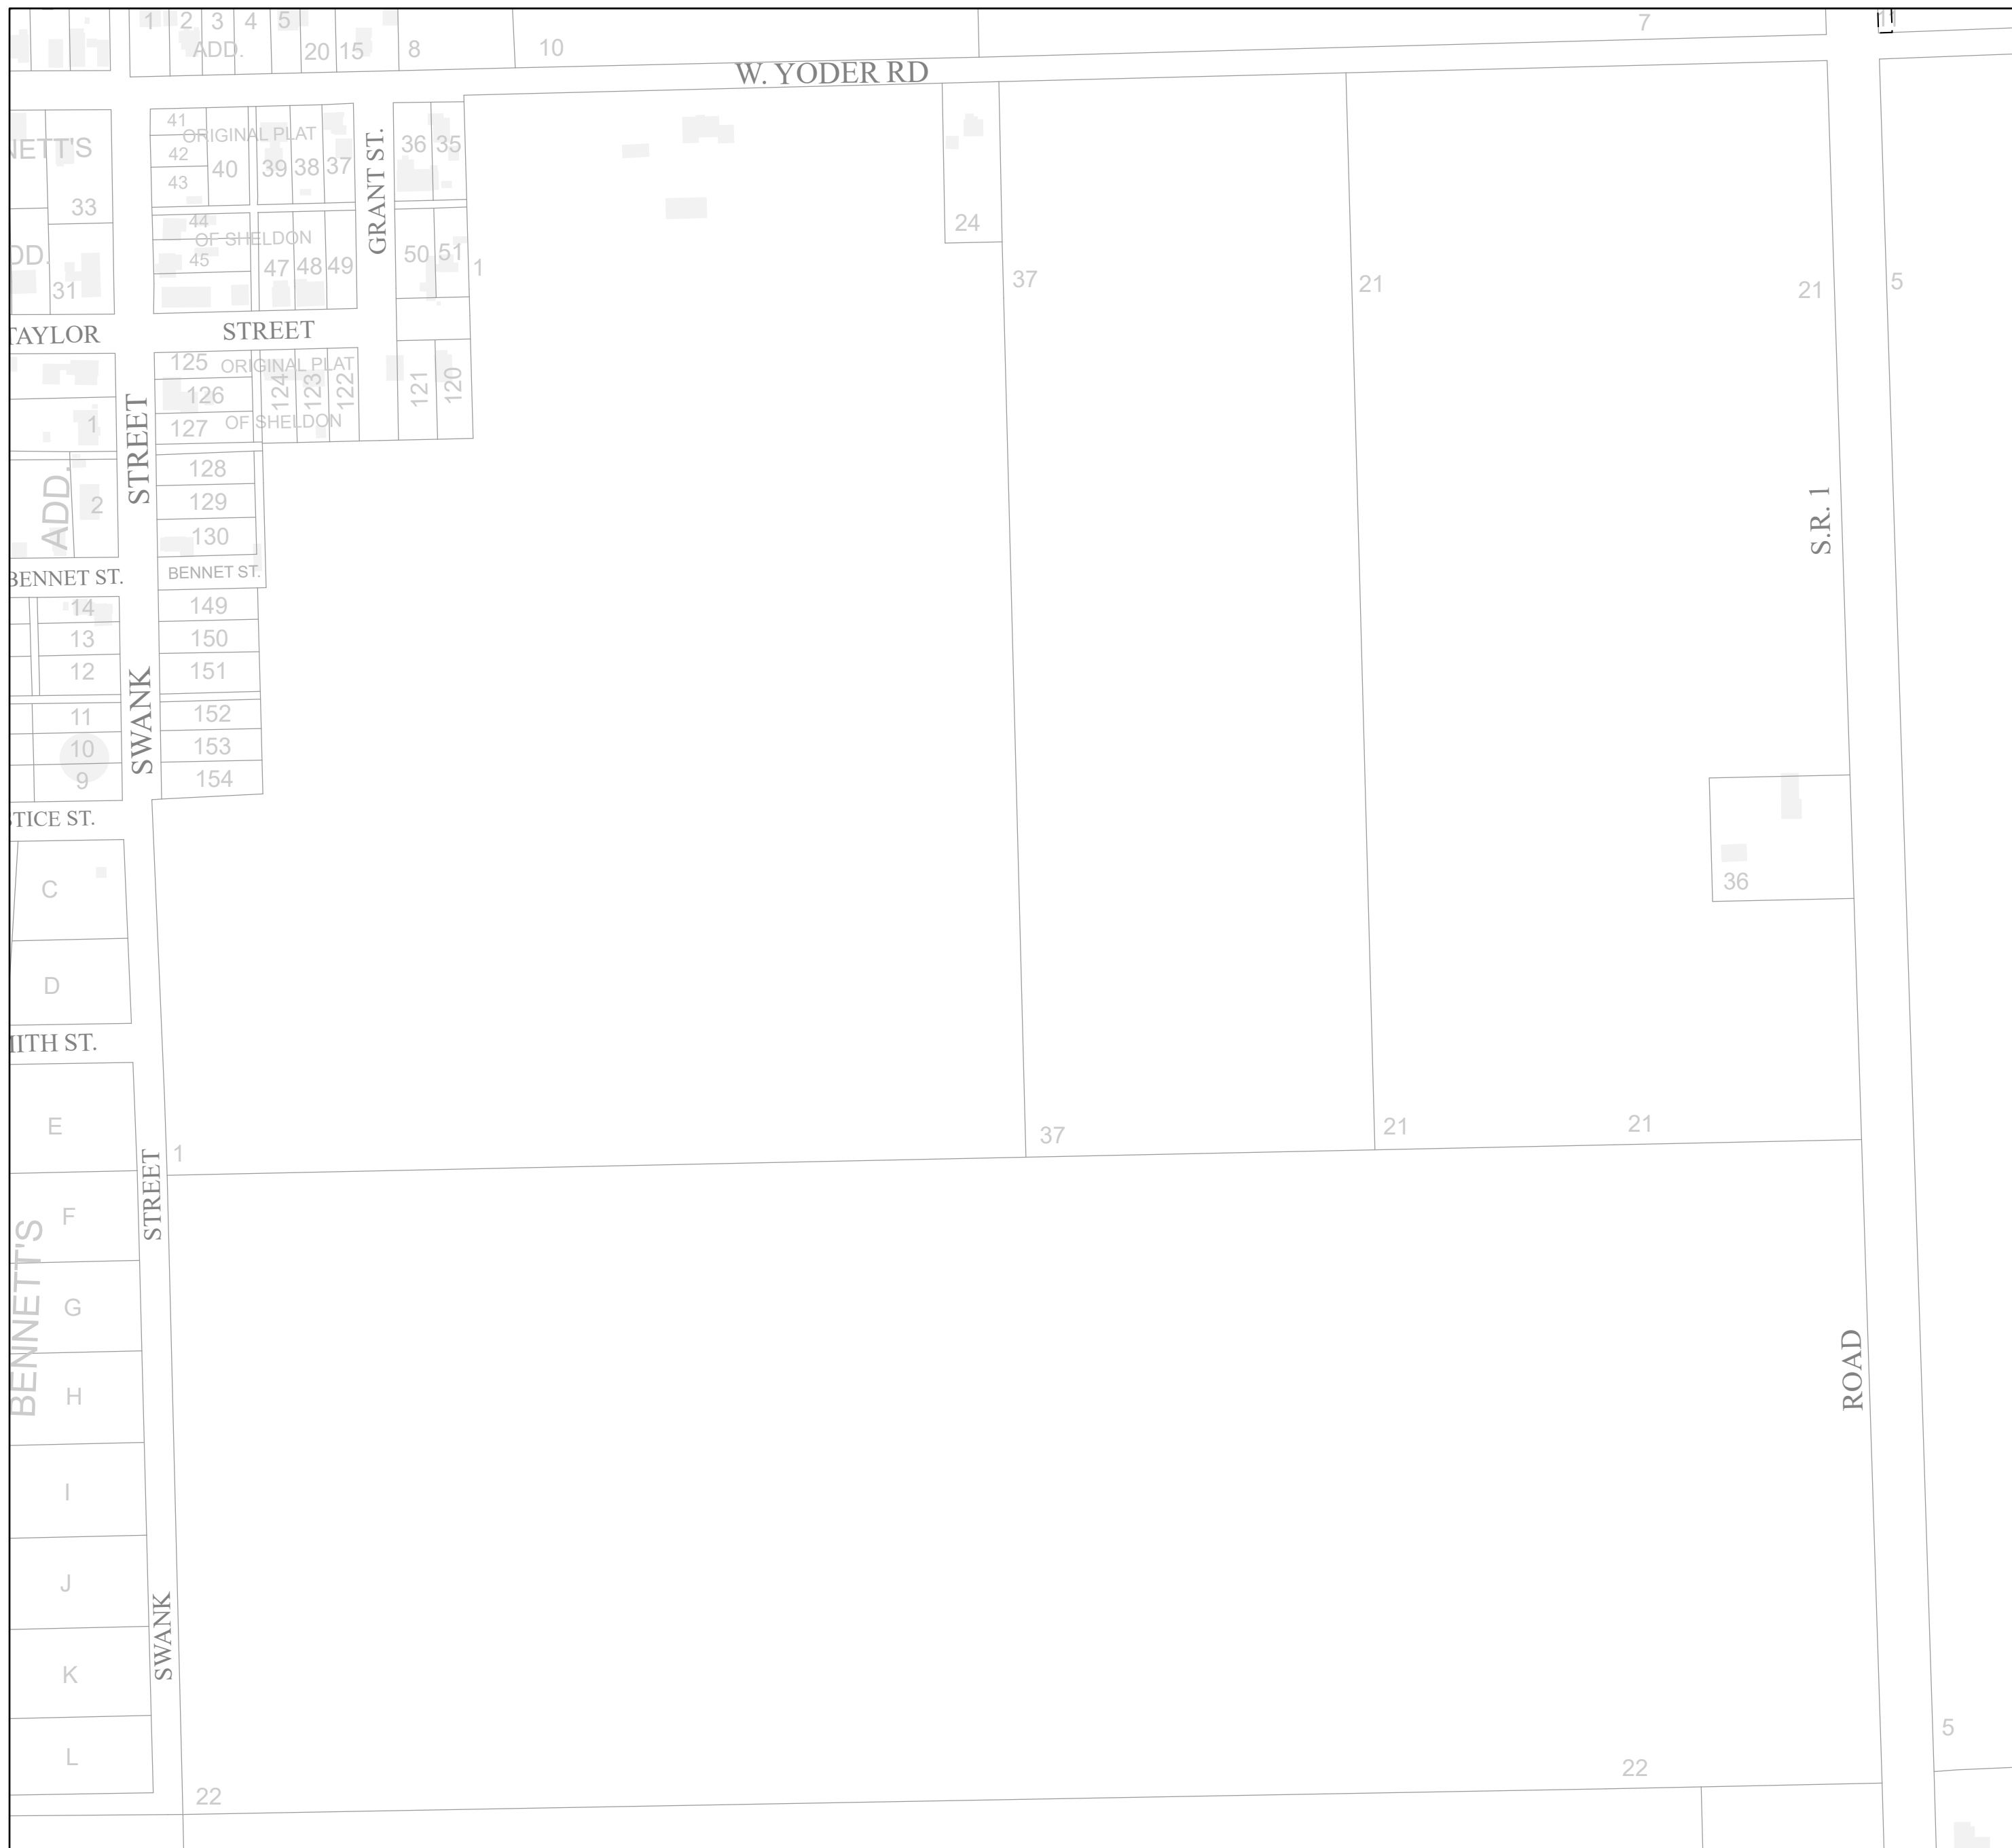 1 2 3 4 5 7
ADD. 20 15 8 10
W. YODER RD
41 ORIGINAL PLAT
42 40 39 38 37 36 35
43
NETT'S
33
GRANT ST.
44 OF SHELDON
45 47 48 49 50 51 1
24
DD.
31
37 21 21 5
TAYLOR STREET
125 ORIGINAL PLAT
126 124 123 122 121 120
127 OF SHELDON
1
STREET
128
129
130
ADD.
2
S.R. 1
BENNET ST. BENNET ST.
14 149
13 150
12 151
SWANK
11 152
10 153
9 154
TICE ST.
C
36
D
ITH ST.
E
1 37 21 21
STREET
F
BENNETT'S
G
H
ROAD
I
J
SWANK
K
L
5
22 22